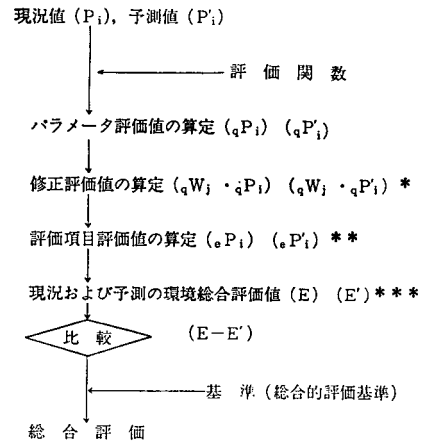 現況値 (Pi), 予測値 (P′i)
評 価 関 数
パラメータ評価値の算定 (qPi) (qP′i)
修正評価値の算定 (qWj ・qPi) (qWj ・qP′i) *
評価項目評価値の算定 (ePi) (eP′i) **
現況および予測の環境総合評価値 (E) (E′) ***
比 較 (E−E′)
基 準 (総合的評価基準)
総 合 評 価